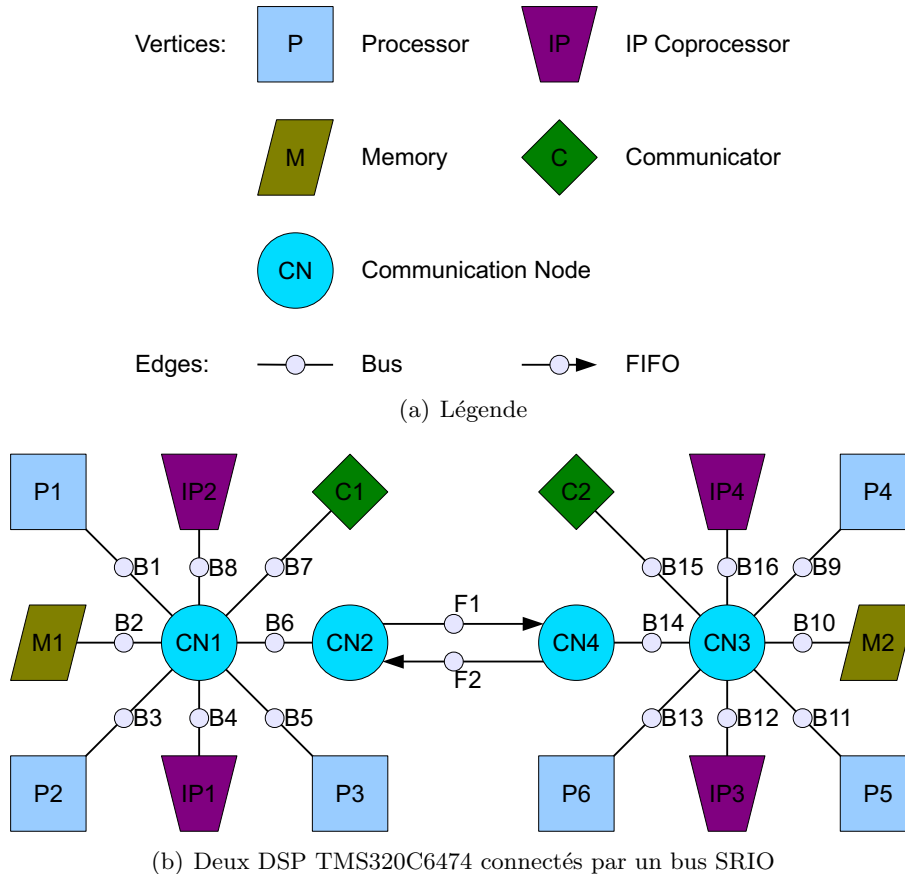 Vertices: P Processor IP IP Coprocessor
M Memory C Communicator
CN Communication Node
Edges: Bus FIFO
(a) Légende
P1 IP2 C1 C2 IP4 P4
B1 B8 B7 B15 B16 B9
M1 B2 CN1 B6 CN2 F1 CN4 B14 CN3 B10 M2
F2
B3 B4 B5 B13 B12 B11
P2 IP1 P3 P6 IP3 P5
(b) Deux DSP TMS320C6474 connectés par un bus SRIO